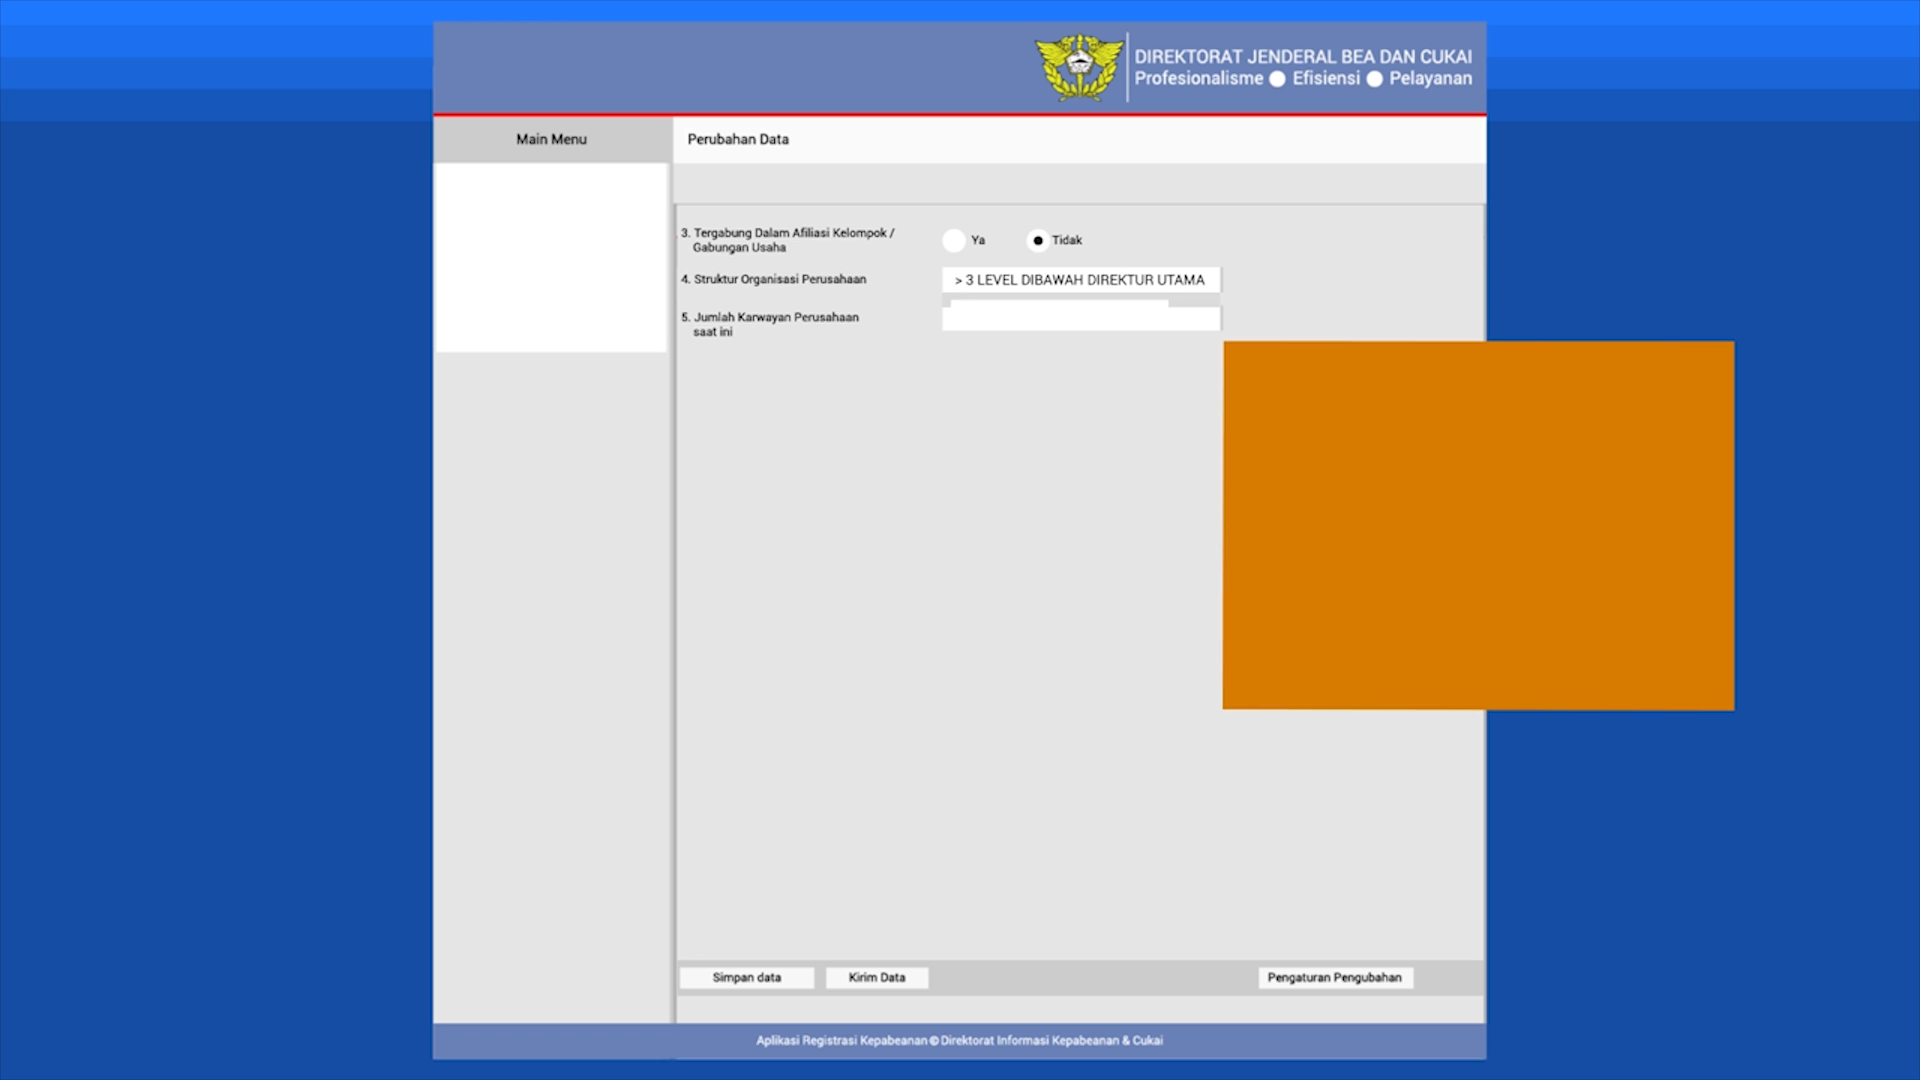 DIREKTORAT JENDERAL BEA DAN CUKAI
Profesionalisme ● Efisiensi ● Pelayanan
Main Menu
Perubahan Data
3. Tergabung Dalam Afiliasi Kelompok /
Gabungan Usaha
Ya
Tidak
4. Struktur Organisasi Perusahaan
> 3 LEVEL DIBAWAH DIREKTUR UTAMA
5. Jumlah Karwayan Perusahaan
saat ini
Simpan data
Kirim Data
Pengaturan Pengubahan
Aplikasi Registrasi Kepabeanan © Direktorat Informasi Kepabeanan & Cukai